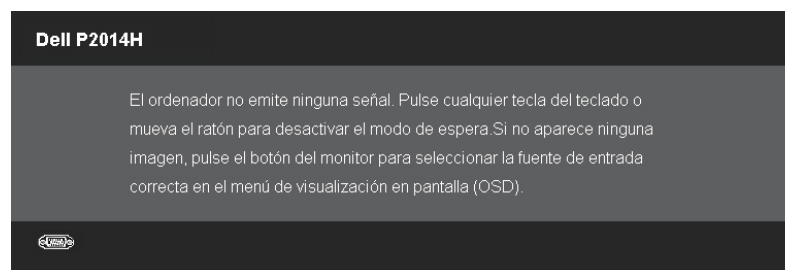 Dell P2014H
El ordenador no emite ninguna señal. Pulse cualquier tecla del teclado o
mueva el ratón para desactivar el modo de espera.Si no aparece ninguna
imagen, pulse el botón del monitor para seleccionar la fuente de entrada
correcta en el menú de visualización en pantalla (OSD).